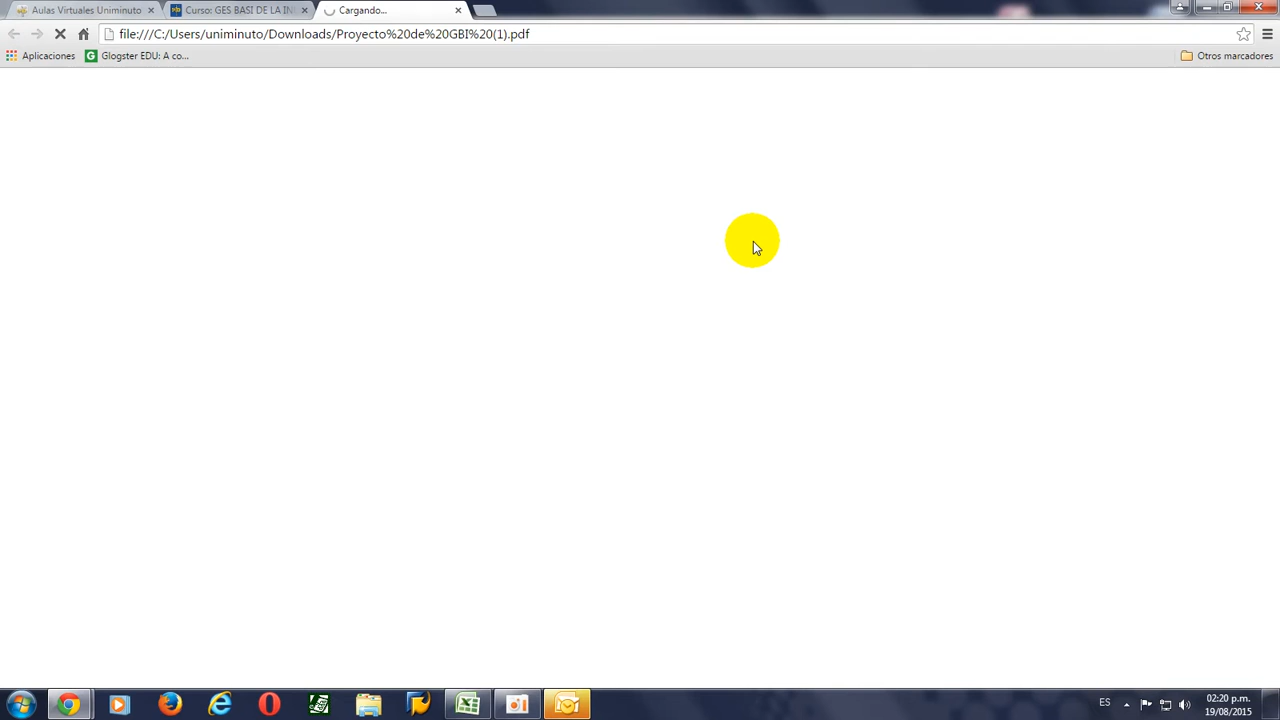 Aulas Virtuales Uniminuto
Curso: GES BASI DE LA IN
Cargando...
file:///C:/Users/uniminuto/Downloads/Proyecto%20de%20GBI%20(1).pdf
Aplicaciones
Glogster EDU: A co...
Otros marcadores
ES
02:20 p.m.
19/08/2015